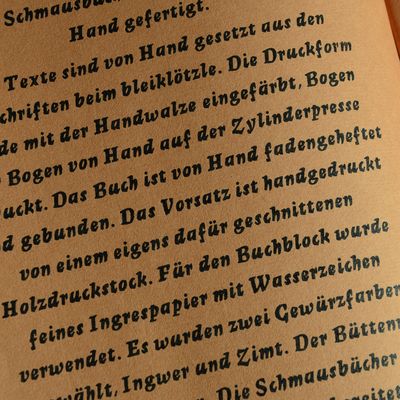 Schmausbüch
Hand gefertigt.
Texte sind von Hand gesetzt aus den
chriften beim bleiklötzle. Die Druckform
de mit der Handwalze eingefärbt, Bogen
Bogen von Hand auf der Zylinderpresse
uckt. Das Buch ist von Hand fadengeheftet
d gebunden. Das Vorsatz ist handgedruckt
von einem eigens dafür geschnittenen
Holzdruckstock. Für den Buchblock wurde
feines Ingrespapier mit Wasserzeichen
verwendet. Es wurden zwei Gewürzfarben
wählt, Ingwer und Zimt. Der Bütten
Die Schmausbücher